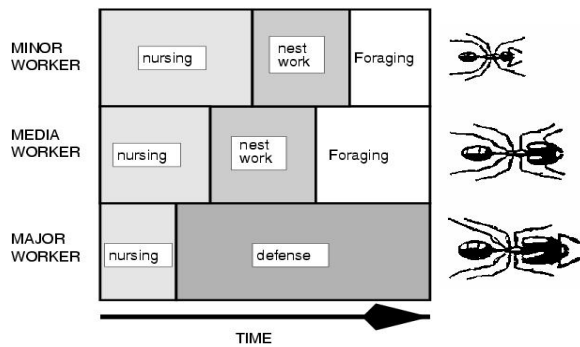 MINOR
WORKER
nursing
nest
work
Foraging
MEDIA
WORKER
nursing
nest
work
Foraging
MAJOR
WORKER
nursing
defense
TIME